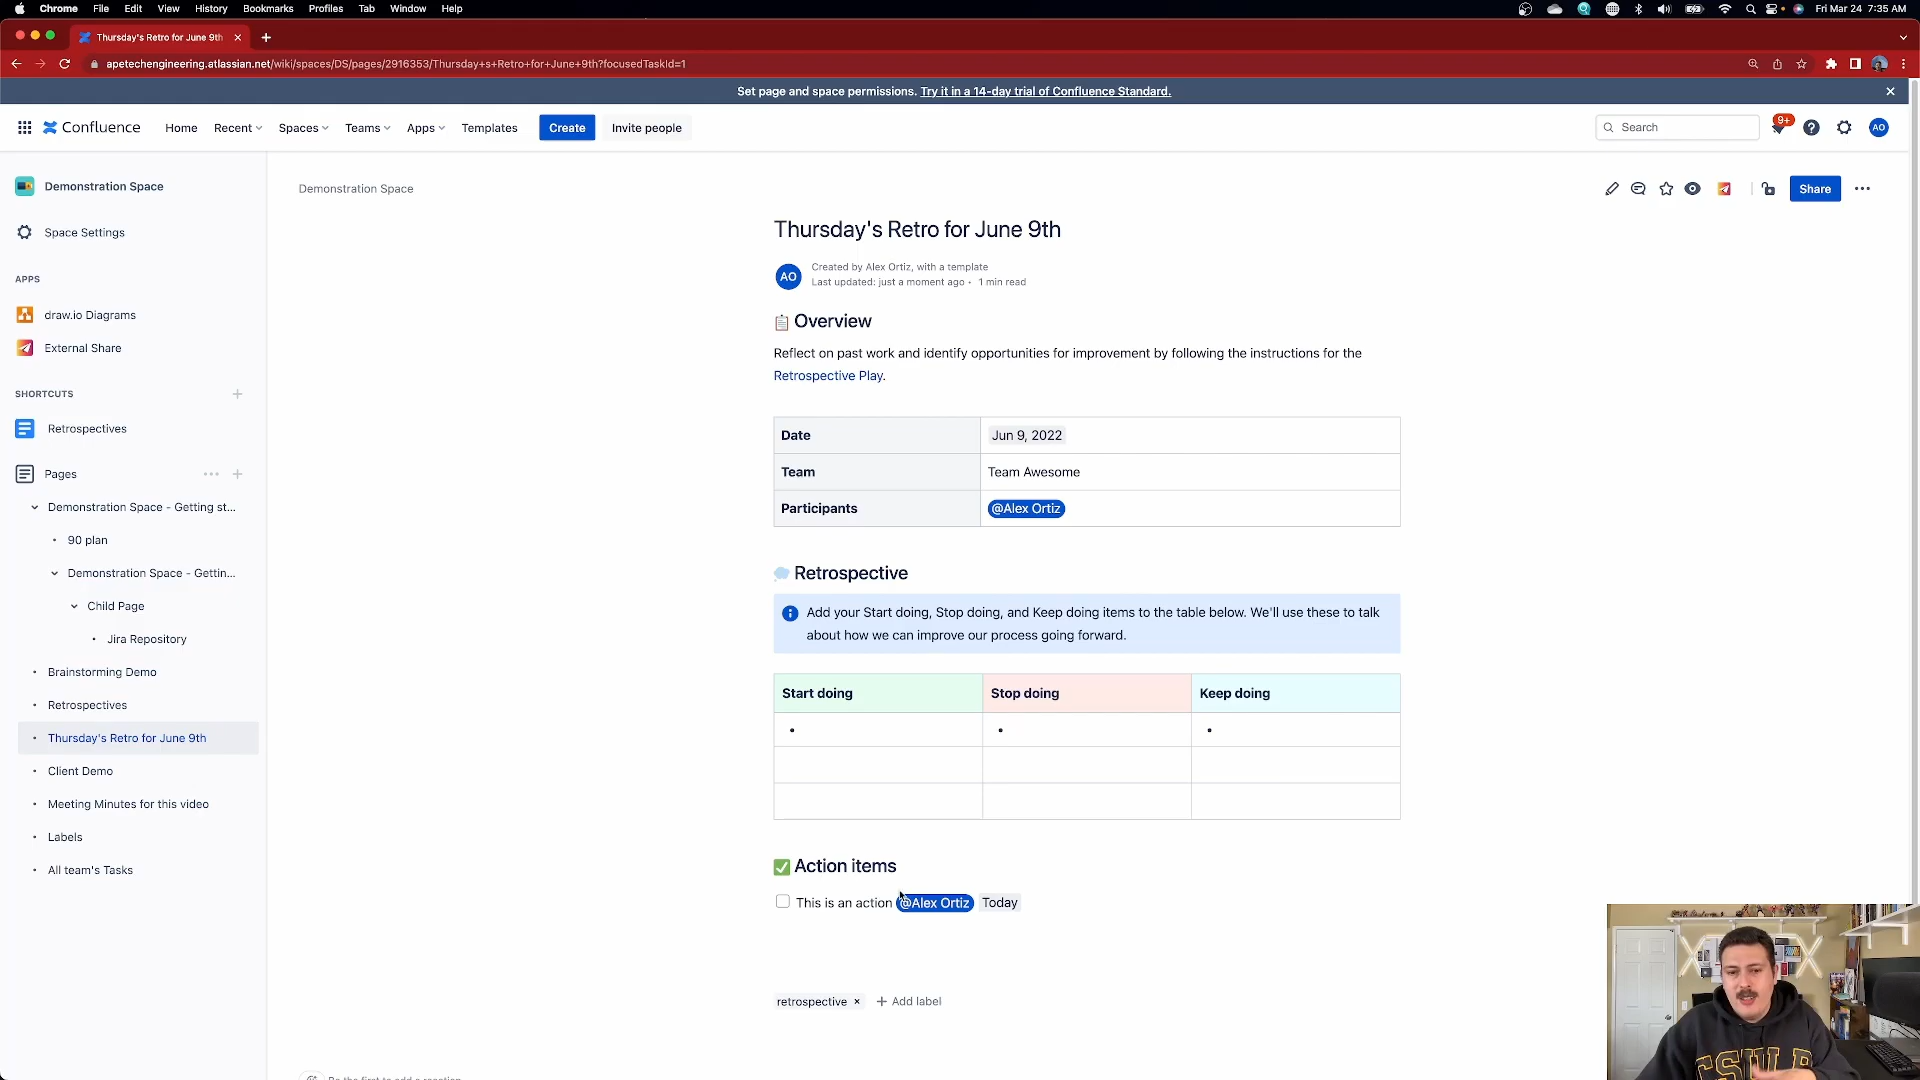 Chrome File Edit View History Bookmarks Profiles Tab Window Help
Fri Mar 24 7:35 AM
Thursday's Retro for June 9th
apetechengineering.atlassian.net/wiki/spaces/DS/pages/2916353/Thursday+s+Retro+for+June+9th?focusedTaskId=1
Set page and space permissions. Try it in a 14-day trial of Confluence Standard.
Confluence Home Recent Spaces Teams Apps Templates Create Invite people Search 9+ AO
Demonstration Space
Space Settings
APPS
draw.io Diagrams
External Share
SHORTCUTS
Retrospectives
Pages
Demonstration Space - Getting st...
90 plan
Demonstration Space - Gettin...
Child Page
Jira Repository
Brainstorming Demo
Retrospectives
Thursday's Retro for June 9th
Client Demo
Meeting Minutes for this video
Labels
All team's Tasks
Demonstration Space
Share
Thursday's Retro for June 9th
AO
Created by Alex Ortiz, with a template
Last updated: just a moment ago • 1 min read
Overview
Reflect on past work and identify opportunities for improvement by following the instructions for the
Retrospective Play.
Date Jun 9, 2022
Team Team Awesome
Participants @Alex Ortiz
Retrospective
Add your Start doing, Stop doing, and Keep doing items to the table below. We'll use these to talk
about how we can improve our process going forward.
Start doing Stop doing Keep doing
Action items
This is an action @Alex Ortiz Today
retrospective × + Add label